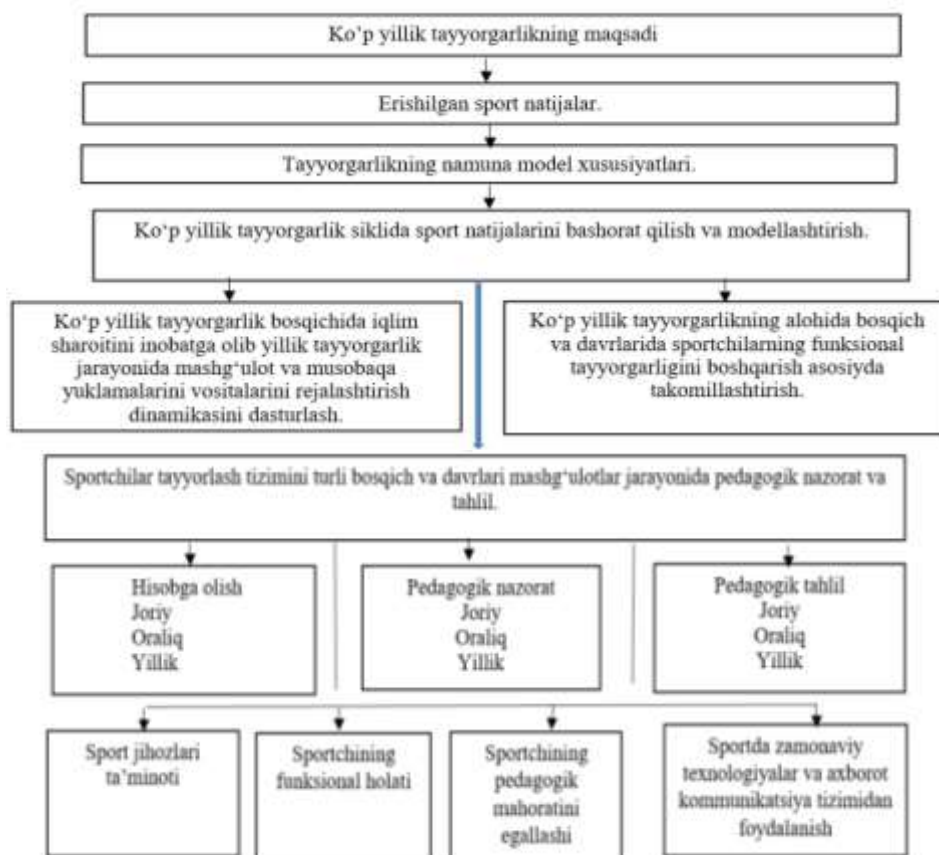 Ko'p yillik tayyorgarlikning maqsadi
Erishilgan sport natijalar.
Tayyorgarlikning namuna model xususiyatlari.
Ko‘p yillik tayyorgarlik siklida sport natijalarini bashorat qilish va modellashtirish.
Ko‘p yillik tayyorgarlik bosqichida iqlim
sharoitini inobatga olib yillik tayyorgarlik
jarayonida mashg‘ulot va musobaqa
yuklamalarini vositalarini rejalashtirish
dinamikasini dasturlash.
Ko‘p yillik tayyorgarlikning alohida bosqich
va davrlarida sportchilarning funksional
tayyorgarligini boshqarish asosiyda
takomillashtirish.
Sportchilar tayyorlash tizimini turli bosqich va davrlari mashg‘ulotlar jarayonida pedagogik nazorat va
tahlil.
Hisobga olish
Joriy
Oraliq
Yillik
Pedagogik nazorat
Joriy
Oraliq
Yillik
Pedagogik tahlil
Joriy
Oraliq
Yillik
Sport jihozlari
ta’minoti
Sportchining
funksional holati
Sportchining
pedagogik
mahoratini
egallashi
Sportda zamonaviy
texnologiyalar va axborot
kommunikatsiya tizimidan
foydalanish